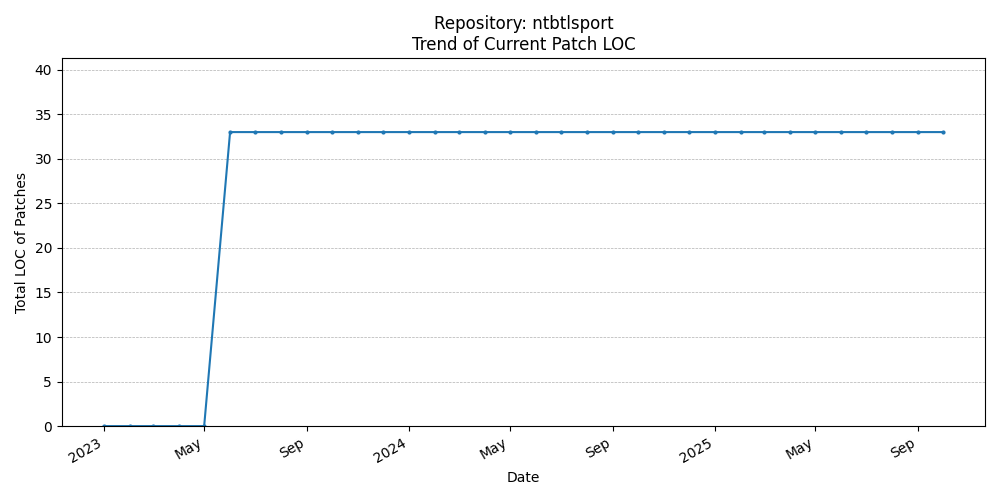 Repository: ntbtlsport
Trend of Current Patch LOC
Total LOC of Patches
40
35
30
25
20
15
10
5
0
2023
May
Sep
2024
May
Sep
2025
May
Sep
Date